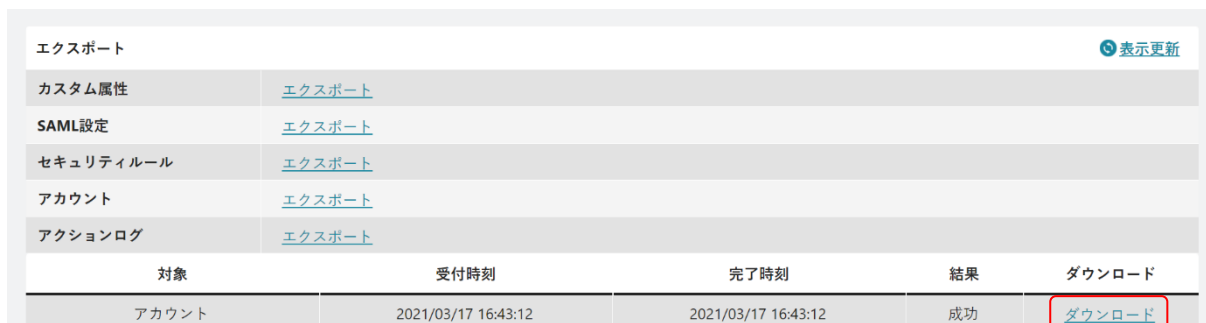 エクスポート 表示更新
カスタム属性 エクスポート
SAML設定 エクスポート
セキュリティルール エクスポート
アカウント エクスポート
アクションログ エクスポート
対象 受付時刻 完了時刻 結果 ダウンロード
アカウント 2021/03/17 16:43:12 2021/03/17 16:43:12 成功 ダウンロード